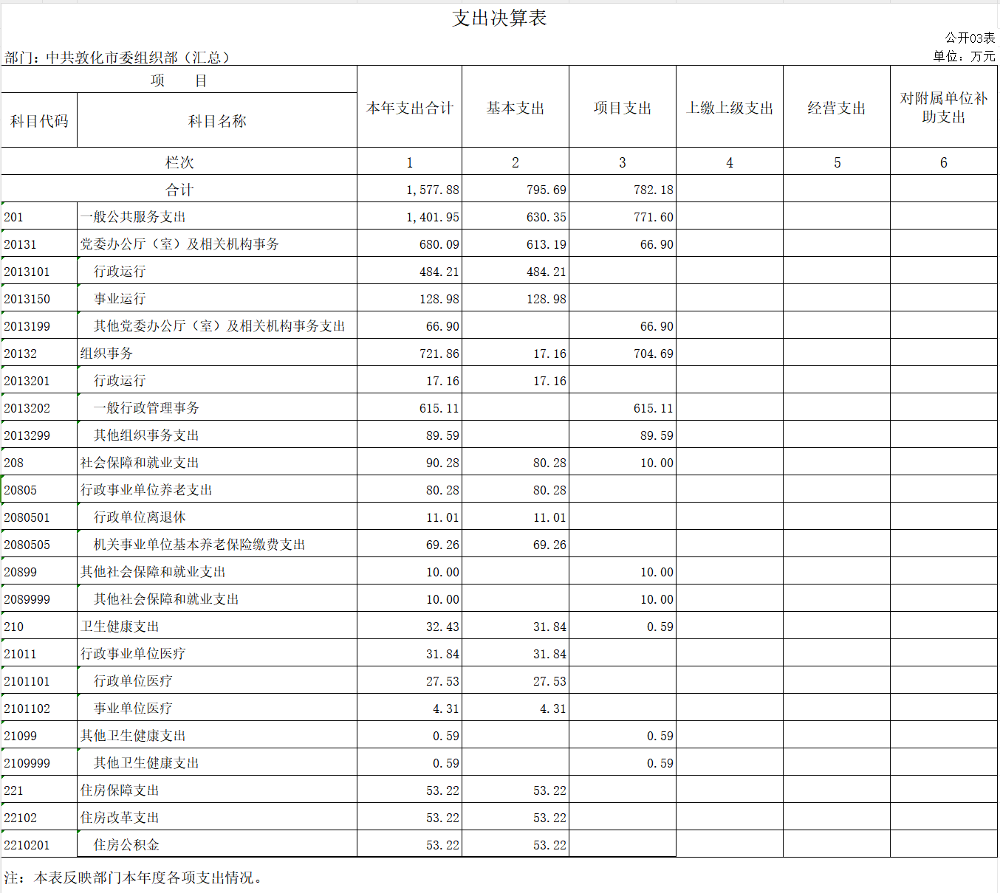 支出决算表
公开03表
部门：中共敦化市委组织部（汇总）
单位：万元
项 目 本年支出合计 基本支出 项目支出 上缴上级支出 经营支出 对附属单位补助支出
科目代码 科目名称
栏次 1 2 3 4 5 6
合计 1,577.88 795.69 782.18
201 一般公共服务支出 1,401.95 630.35 771.60
20131 党委办公厅（室）及相关机构事务 680.09 613.19 66.90
2013101 行政运行 484.21 484.21
2013150 事业运行 128.98 128.98
2013199 其他党委办公厅（室）及相关机构事务支出 66.90 66.90
20132 组织事务 721.86 17.16 704.69
2013201 行政运行 17.16 17.16
2013202 一般行政管理事务 615.11 615.11
2013299 其他组织事务支出 89.59 89.59
208 社会保障和就业支出 90.28 80.28 10.00
20805 行政事业单位养老支出 80.28 80.28
2080501 行政单位离退休 11.01 11.01
2080505 机关事业单位基本养老保险缴费支出 69.26 69.26
20899 其他社会保障和就业支出 10.00 10.00
2089999 其他社会保障和就业支出 10.00 10.00
210 卫生健康支出 32.43 31.84 0.59
21011 行政事业单位医疗 31.84 31.84
2101101 行政单位医疗 27.53 27.53
2101102 事业单位医疗 4.31 4.31
21099 其他卫生健康支出 0.59 0.59
2109999 其他卫生健康支出 0.59 0.59
221 住房保障支出 53.22 53.22
22102 住房改革支出 53.22 53.22
2210201 住房公积金 53.22 53.22
注：本表反映部门本年度各项支出情况。